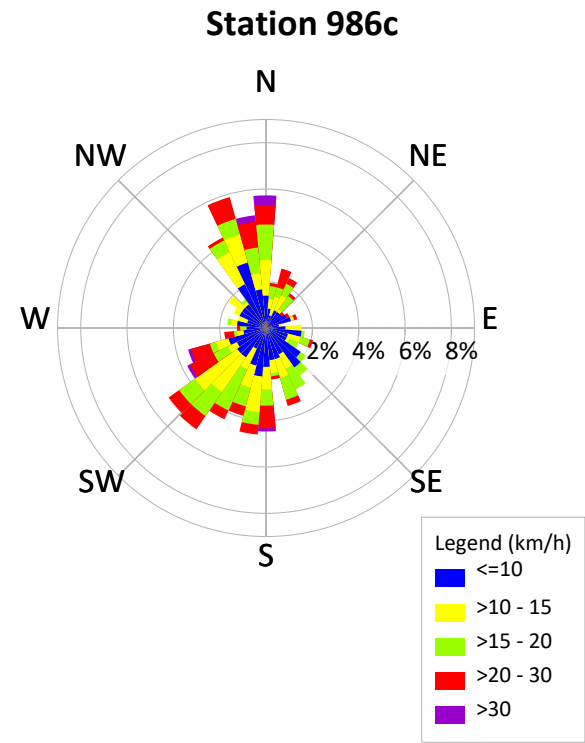 Station 986c
N
NW
NE
W
E
2% 4% 6% 8%
SW
SE
S
Legend (km/h)
<=10
>10 - 15
>15 - 20
>20 - 30
>30